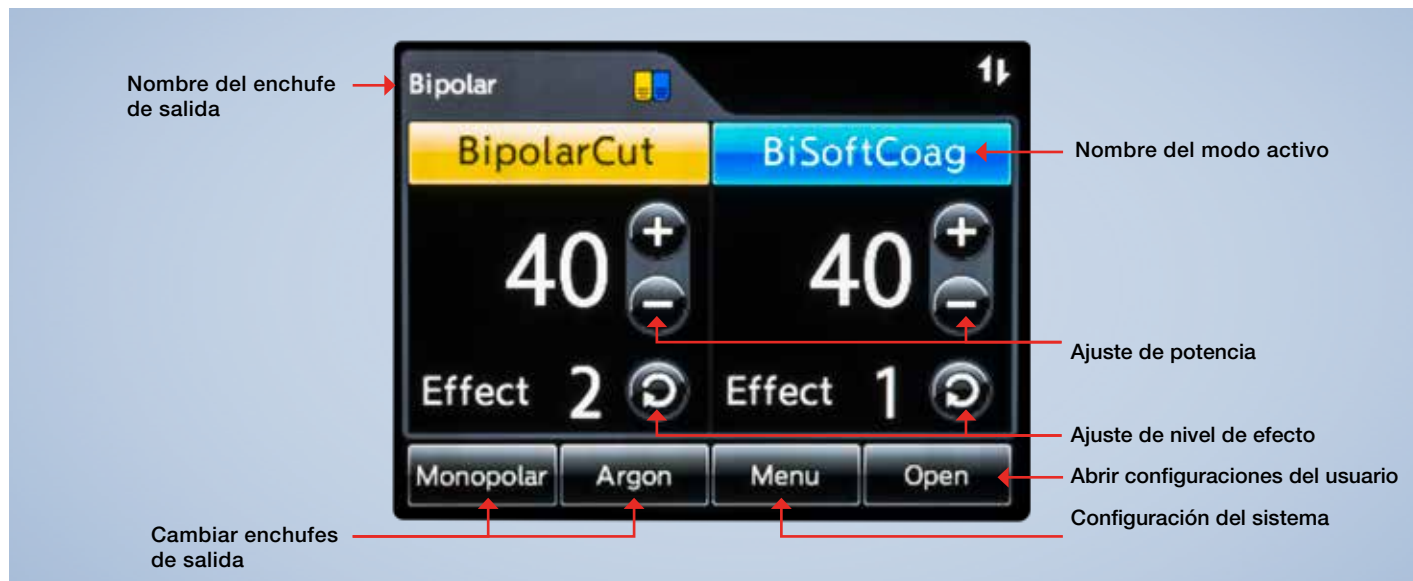 Nombre del enchufe
de salida
Bipolar
BipolarCut
BiSoftCoag
Nombre del modo activo
40
+
-
40
+
-
Ajuste de potencia
Effect 2
Effect 1
Ajuste de nivel de efecto
Monopolar
Argon
Menu
Open
Abrir configuraciones del usuario
Configuración del sistema
Cambiar enchufes
de salida